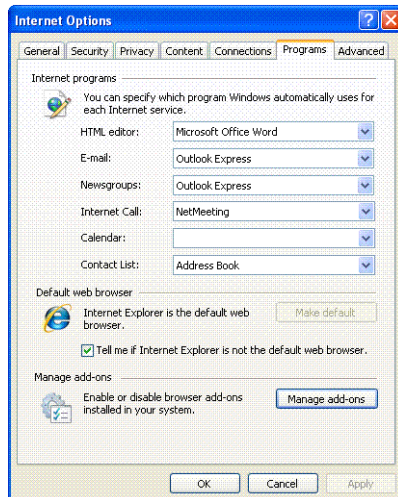 Internet Options
General Security Privacy Content Connections Programs Advanced
Internet programs
You can specify which program Windows automatically uses for
each Internet service.
HTML editor: Microsoft Office Word
E-mail: Outlook Express
Newsgroups: Outlook Express
Internet Call: NetMeeting
Calendar:
Contact List: Address Book
Default web browser
Internet Explorer is the default web
browser.
Make default
Tell me if Internet Explorer is not the default web browser.
Manage add-ons
Enable or disable browser add-ons
installed in your system.
Manage add-ons
OK Cancel Apply